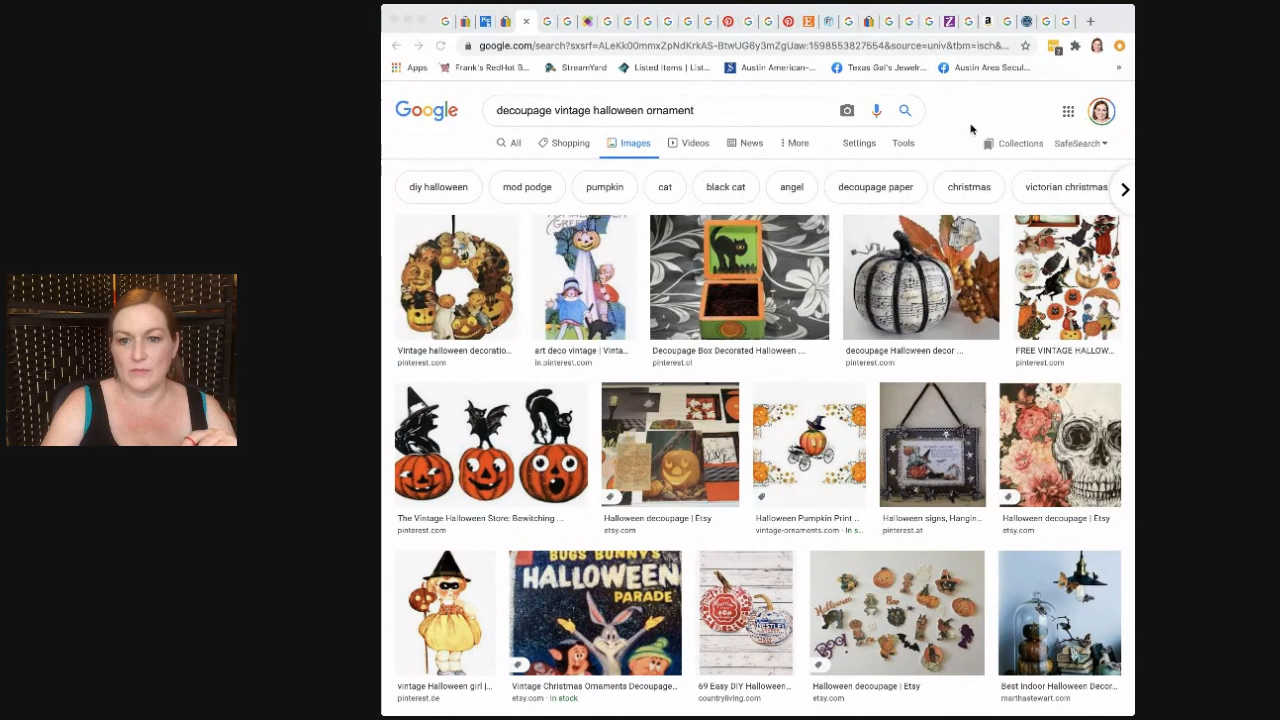 google.com/search?sxsrf=ALeKk00mmxZpNdKrkAS-BtwUG6y3mZgUaw:1598553827554&source=univ&tbm=isch&...
Apps Frank's RedHot B... StreamYard Listed Items | List... Austin American-... Texas Gal's Jewelr... Austin Area Secul... »
Google decoupage vintage halloween ornament
All Shopping Images Videos News More Settings Tools Collections SafeSearch
diy halloween mod podge pumpkin cat black cat angel decoupage paper christmas victorian christmas
Vintage halloween decoratio... art deco vintage | Vinta... Decoupage Box Decorated Halloween ... decoupage Halloween decor ... FREE VINTAGE HALLOW...
pinterest.com in.pinterest.com pinterest.cl pinterest.com pinterest.com
The Vintage Halloween Store: Bewitching ... Halloween decoupage | Etsy Halloween Pumpkin Print ... Halloween signs, Hangin... Halloween decoupage | Etsy
pinterest.com etsy.com vintage-ornaments.com · In s... pinterest.at etsy.com
BUGS BUNNY'S
HALLOWEEN
PARADE
Halloween
Boo
BOO!
vintage Halloween girl |... Vintage Christmas Ornaments Decoupage... 69 Easy DIY Halloween... Halloween decoupage | Etsy Best Indoor Halloween Decor...
pinterest.de etsy.com · In stock countryliving.com etsy.com marthastewart.com